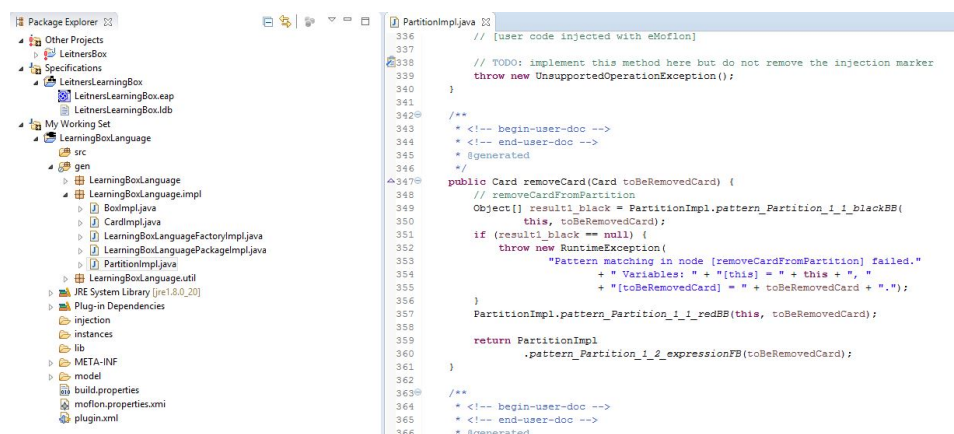 Package Explorer
Other Projects
LeitnersBox
Specifications
LeitnersLearningBox
LeitnersLearningBox.eap
LeitnersLearningBox.ldb
My Working Set
LearningBoxLanguage
src
gen
LearningBoxLanguage
LearningBoxLanguage.impl
BoxImpl.java
CardImpl.java
LearningBoxLanguageFactoryImpl.java
LearningBoxLanguagePackageImpl.java
PartitionImpl.java
LearningBoxLanguage.util
JRE System Library [jre1.8.0_20]
Plug-in Dependencies
injection
instances
lib
META-INF
model
build.properties
moflon.properties.xmi
plugin.xml
PartitionImpl.java
336 // [user code injected with eMoflon]
337
338 // TODO: implement this method here but do not remove the injection marker
339 throw new UnsupportedOperationException();
340 }
341
342 /**
343 * <!-- begin-user-doc -->
344 * <!-- end-user-doc -->
345 * @generated
346 */
347 public Card removeCard(Card toBeRemovedCard) {
348 // removeCardFromPartition
349 Object[] result1_black = PartitionImpl.pattern_Partition_1_1_blackBB(
350 this, toBeRemovedCard);
351 if (result1_black == null) {
352 throw new RuntimeException(
353 "Pattern matching in node [removeCardFromPartition] failed."
354 + " Variables: " + "[this] = " + this + ", "
355 + "[toBeRemovedCard] = " + toBeRemovedCard + ".");
356 }
357 PartitionImpl.pattern_Partition_1_1_redBB(this, toBeRemovedCard);
358
359 return PartitionImpl
360 .pattern_Partition_1_2_expressionFB(toBeRemovedCard);
361 }
362
363 /**
364 * <!-- begin-user-doc -->
365 * <!-- end-user-doc -->
366 * @generated